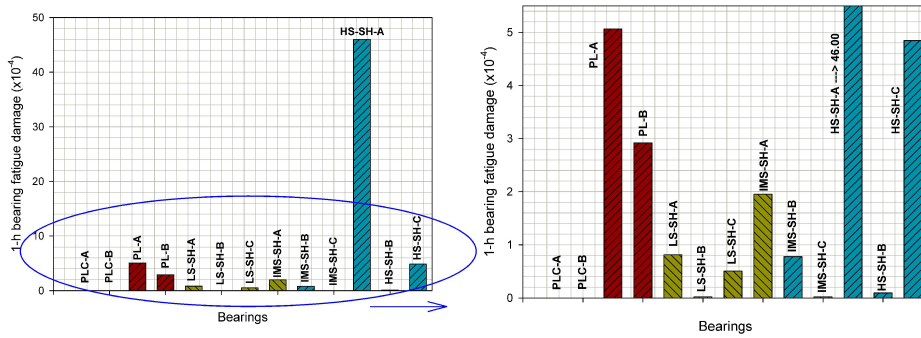 50
40
30
20
10
0
1-h bearing fatigue damage (x10⁻⁴)
PLC-A
PLC-B
PL-A
PL-B
LS-SH-A
LS-SH-B
LS-SH-C
IMS-SH-A
IMS-SH-B
IMS-SH-C
HS-SH-A
HS-SH-B
HS-SH-C
Bearings
5
4
3
2
1
0
1-h bearing fatigue damage (x10⁻⁴)
PLC-A
PLC-B
PL-A
PL-B
LS-SH-A
LS-SH-B
LS-SH-C
IMS-SH-A
IMS-SH-B
IMS-SH-C
HS-SH-A ---> 46.00
HS-SH-B
HS-SH-C
Bearings